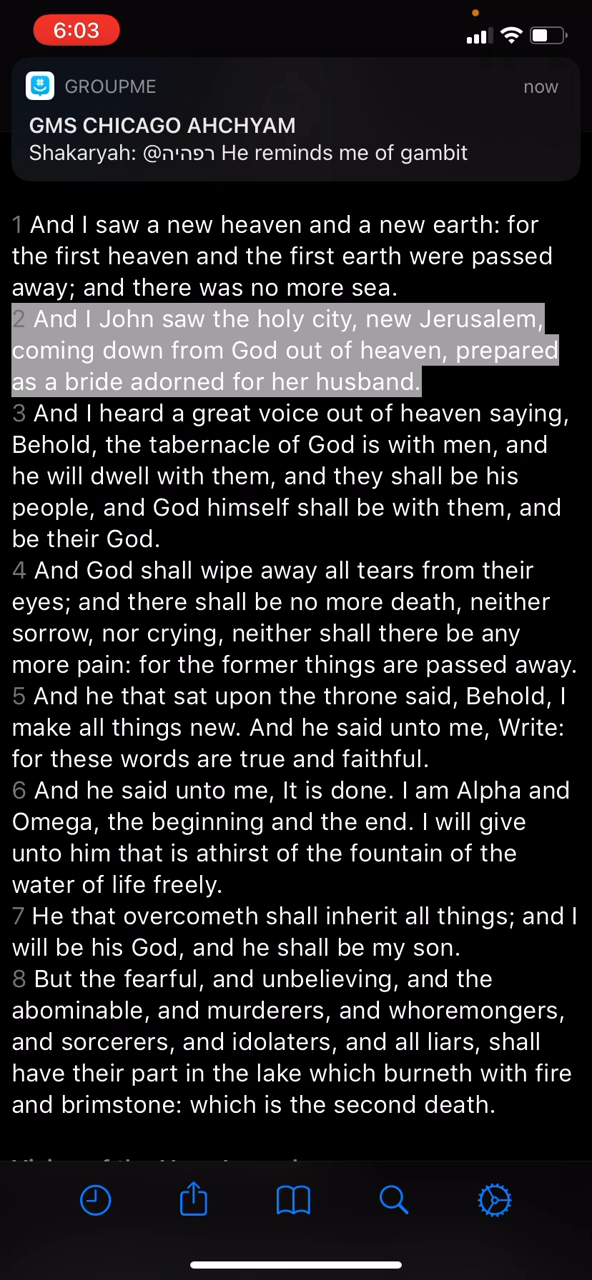 6:03
GROUPME
now
GMS CHICAGO AHCHYAM
Shakaryah: @רפהיה He reminds me of gambit
1 And I saw a new heaven and a new earth: for
the first heaven and the first earth were passed
away; and there was no more sea.
2 And I John saw the holy city, new Jerusalem,
coming down from God out of heaven, prepared
as a bride adorned for her husband.
3 And I heard a great voice out of heaven saying,
Behold, the tabernacle of God is with men, and
he will dwell with them, and they shall be his
people, and God himself shall be with them, and
be their God.
4 And God shall wipe away all tears from their
eyes; and there shall be no more death, neither
sorrow, nor crying, neither shall there be any
more pain: for the former things are passed away.
5 And he that sat upon the throne said, Behold, I
make all things new. And he said unto me, Write:
for these words are true and faithful.
6 And he said unto me, It is done. I am Alpha and
Omega, the beginning and the end. I will give
unto him that is athirst of the fountain of the
water of life freely.
7 He that overcometh shall inherit all things; and I
will be his God, and he shall be my son.
8 But the fearful, and unbelieving, and the
abominable, and murderers, and whoremongers,
and sorcerers, and idolaters, and all liars, shall
have their part in the lake which burneth with fire
and brimstone: which is the second death.